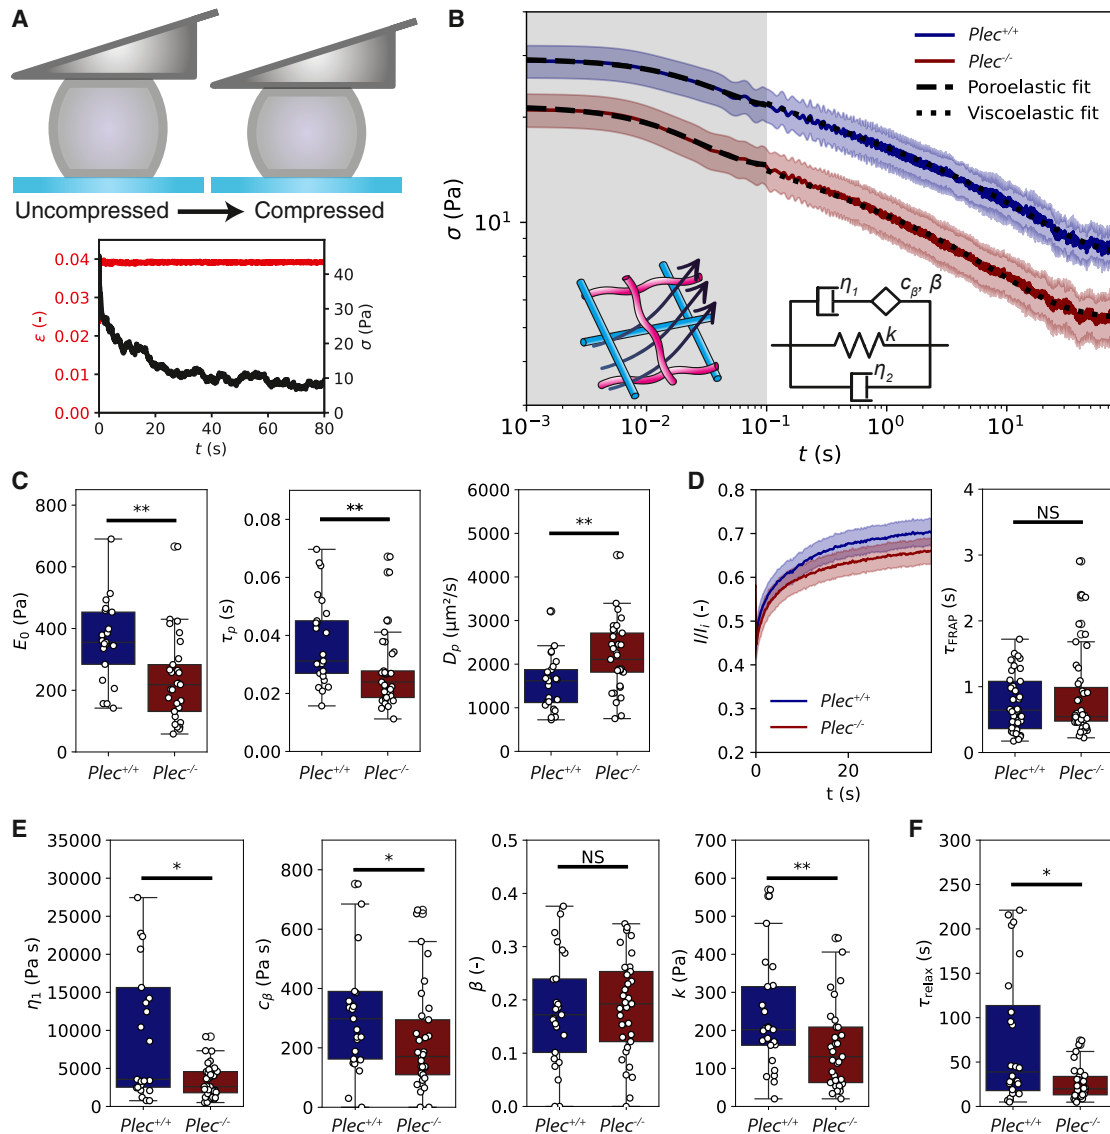 A
Uncompressed
Compressed
0.04
0.03
0.02
0.01
0.00
ε (-)
40
30
20
10
0
σ (Pa)
0
20
40
60
80
t (s)
B
Plec+/+
Plec-/-
Poroelastic fit
Viscoelastic fit
σ (Pa)
10¹
η₁
c_β, β
k
η₂
10⁻³
10⁻²
10⁻¹
10⁰
10¹
t (s)
C
E₀ (Pa)
800
600
400
200
0
**
Plec+/+ Plec-/-
τₚ (s)
0.08
0.06
0.04
0.02
0.00
**
Plec+/+ Plec-/-
Dₚ (µm²/s)
6000
5000
4000
3000
2000
1000
0
**
Plec+/+ Plec-/-
D
I/Iᵢ (-)
0.8
0.7
0.6
0.5
0.4
0.3
0.2
Plec+/+
Plec-/-
0
20
t (s)
τFRAP (s)
4
3
2
1
0
NS
Plec+/+ Plec-/-
E
η₁ (Pa s)
35000
30000
25000
20000
15000
10000
5000
0
*
Plec+/+ Plec-/-
c_β (Pa s)
800
600
400
200
0
*
Plec+/+ Plec-/-
β (-)
0.5
0.4
0.3
0.2
0.1
0.0
NS
Plec+/+ Plec-/-
k (Pa)
700
600
500
400
300
200
100
0
**
Plec+/+ Plec-/-
F
τrelax (s)
300
250
200
150
100
50
0
*
Plec+/+ Plec-/-